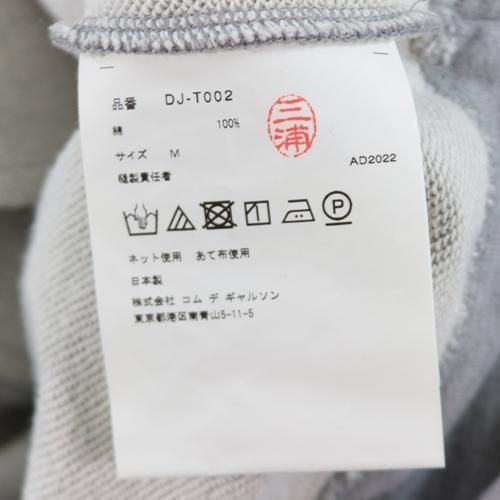 品番 DJ-T002
綿 100%
三浦
サイズ M
AD2022
縫製責任者
P
ネット使用 あて布使用
日本製
株式会社 コム デ ギャルソン
東京都港区南青山5-11-5